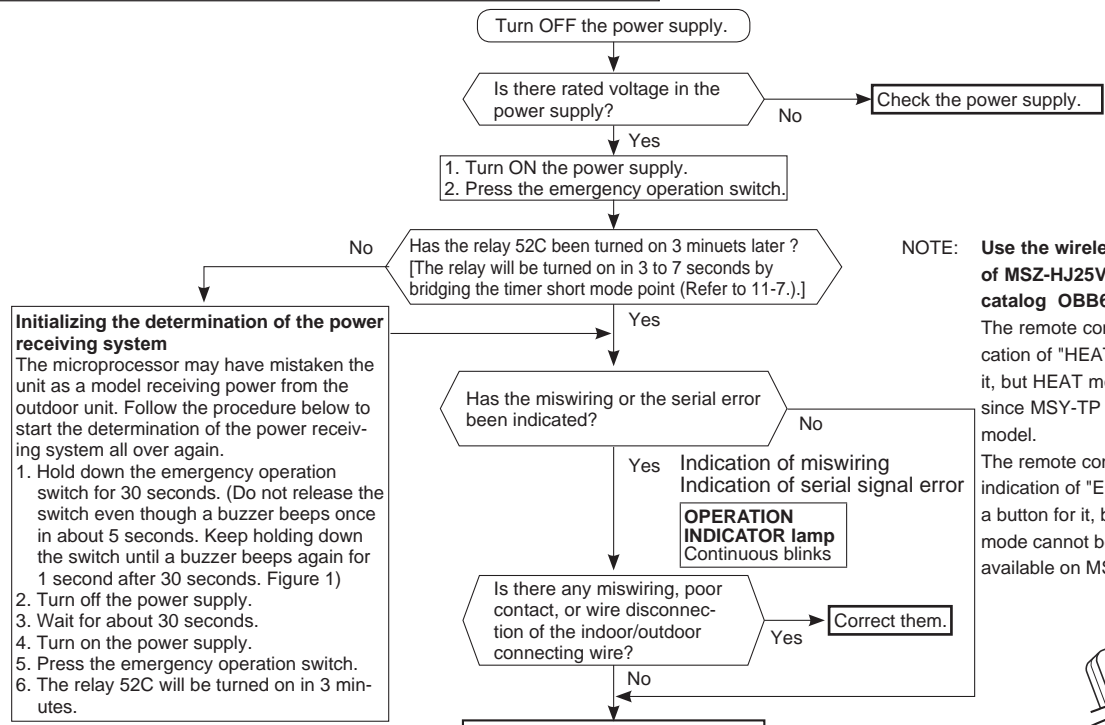 Turn OFF the power supply.
Is there rated voltage in the
power supply?
No
Check the power supply.
Yes
1. Turn ON the power supply.
2. Press the emergency operation switch.
No
Has the relay 52C been turned on 3 minuets later ?
[The relay will be turned on in 3 to 7 seconds by
bridging the timer short mode point (Refer to 11-7.).]
Yes
Initializing the determination of the power
receiving system
The microprocessor may have mistaken the
unit as a model receiving power from the
outdoor unit. Follow the procedure below to
start the determination of the power receiv-
ing system all over again.
1. Hold down the emergency operation
switch for 30 seconds. (Do not release the
switch even though a buzzer beeps once
in about 5 seconds. Keep holding down
the switch until a buzzer beeps again for
1 second after 30 seconds. Figure 1)
2. Turn off the power supply.
3. Wait for about 30 seconds.
4. Turn on the power supply.
5. Press the emergency operation switch.
6. The relay 52C will be turned on in 3 min-
utes.
Has the miswiring or the serial error
been indicated?
No
Yes
Indication of miswiring
Indication of serial signal error
OPERATION
INDICATOR lamp
Continuous blinks
Is there any miswiring, poor
contact, or wire disconnec-
tion of the indoor/outdoor
connecting wire?
Yes
Correct them.
No
NOTE:
Use the wirele
of MSZ-HJ25V
catalog OBB6
The remote con
cation of "HEAT
it, but HEAT mo
since MSY-TP
model.
The remote con
indication of "E
a button for it, b
mode cannot b
available on MS